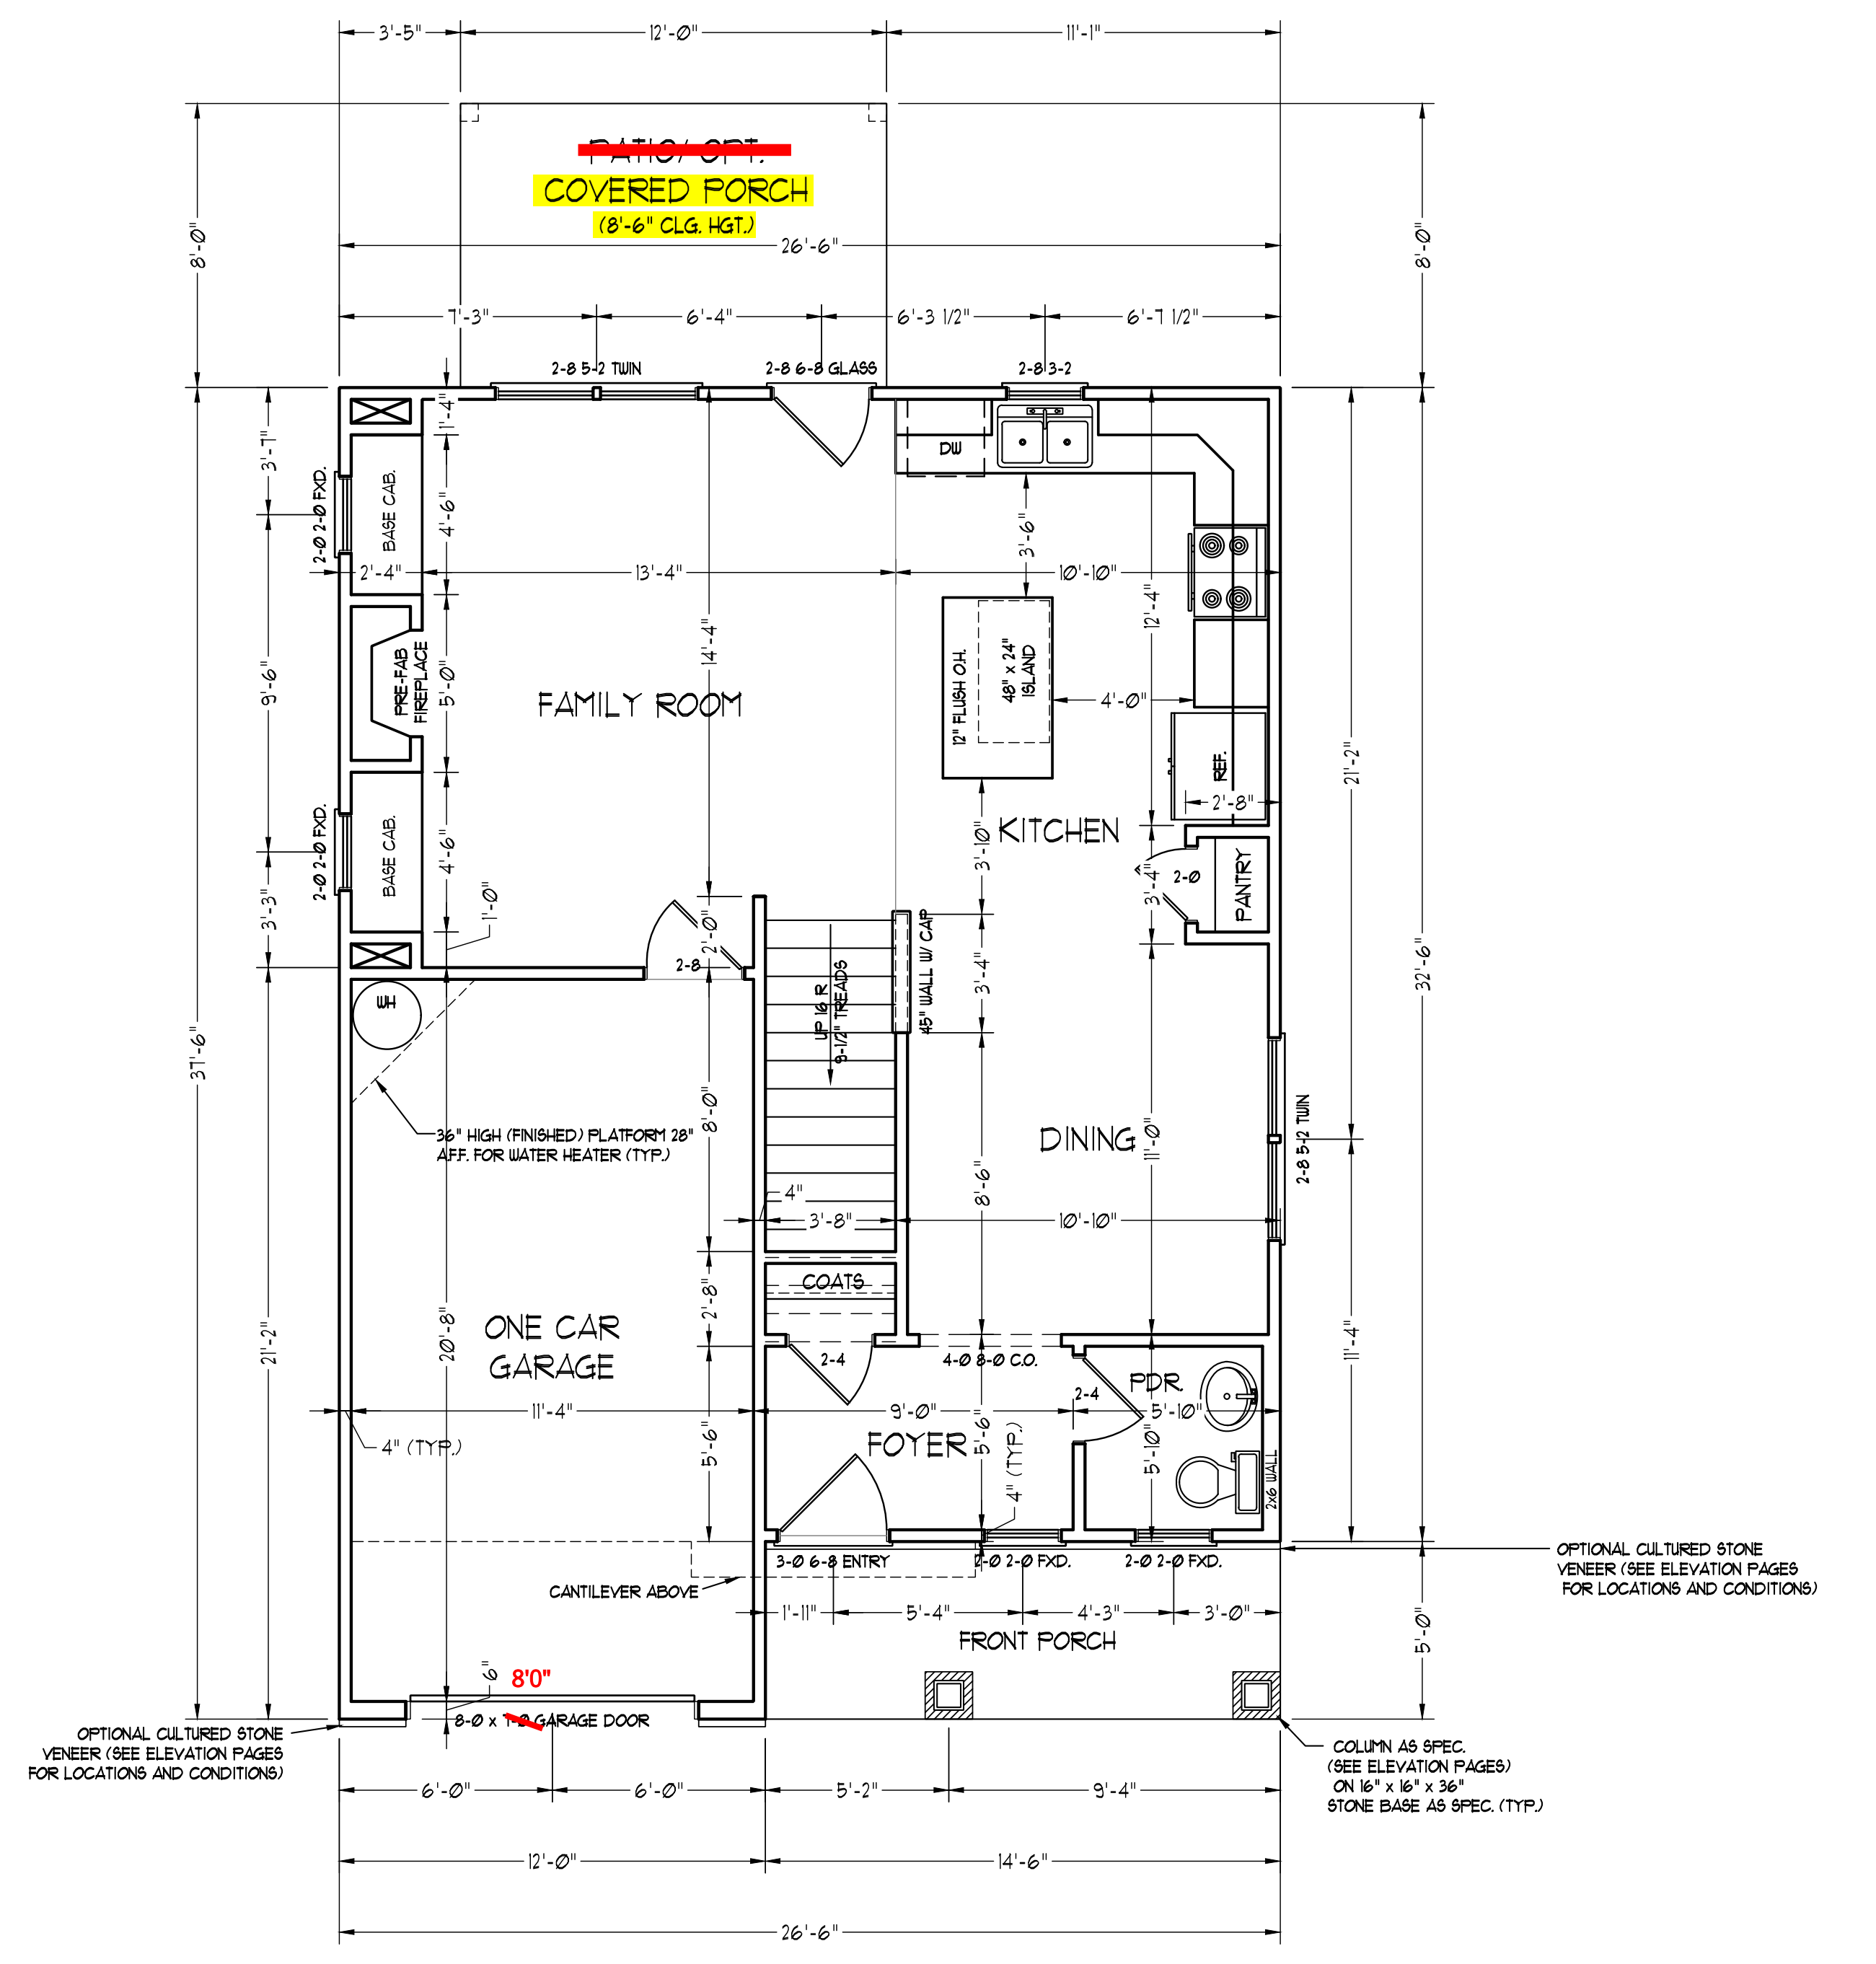 3'-5"
12'-0"
11'-1"
PATIO/ OPT.
COVERED PORCH
(8'-6" CLG. HGT.)
8'-0"
8'-0"
26'-6"
7'-3"
6'-4"
6'-3 1/2"
6'-7 1/2"
2-8 5-2 TWIN
2-8 6-8 GLASS
2-8 3-2
1'-4"
3'-7"
2-0 2-0 FXD.
BASE CAB.
4'-6"
DW
3'-6"
2'-4"
13'-4"
10'-10"
12'-4"
14'-4"
9'-6"
PRE-FAB
FIREPLACE
5'-0"
FAMILY ROOM
12" FLUSH O.H.
48" x 24"
ISLAND
4'-0"
REF.
2'-8"
21'-2"
KITCHEN
3'-10"
2-0 2-0 FXD.
BASE CAB.
4'-6"
3'-3"
1'-0"
2'-0"
2-8
2-0
3'-4"
PANTRY
WH
UP 16 R
9-1/2" TREADS
45" WALL W/ CAP
3'-4"
32'-6"
37'-6"
36" HIGH (FINISHED) PLATFORM 28"
A.F.F. FOR WATER HEATER (TYP.)
8'-0"
DINING
11'-0"
2-8 5-2 TWIN
8'-6"
4"
3'-8"
10'-10"
COATS
2'-8"
21'-2"
20'-8"
ONE CAR
GARAGE
11'-4"
2-4
4-0 8-0 C.O.
2-4
PDR.
11'-4"
9'-0"
5'-10"
4" (TYP.)
5'-6"
FOYER
5'-6"
4" (TYP.)
5'-10"
2x6 WALL
3-0 6-8 ENTRY
2-0 2-0 FXD.
2-0 2-0 FXD.
OPTIONAL CULTURED STONE
VENEER (SEE ELEVATION PAGES
FOR LOCATIONS AND CONDITIONS)
CANTILEVER ABOVE
1'-11"
5'-4"
4'-3"
3'-0"
5'-0"
FRONT PORCH
6"
8'0"
8-0 x 7-0 GARAGE DOOR
OPTIONAL CULTURED STONE
VENEER (SEE ELEVATION PAGES
FOR LOCATIONS AND CONDITIONS)
COLUMN AS SPEC.
(SEE ELEVATION PAGES)
ON 16" x 16" x 36"
STONE BASE AS SPEC. (TYP.)
6'-0"
6'-0"
5'-2"
9'-4"
12'-0"
14'-6"
26'-6"